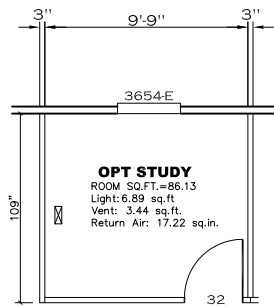 3" 9'-9" 3"
3654-E
109"
OPT STUDY
ROOM SQ.FT.=86.13
Light: 6.89 sq.ft
Vent: 3.44 sq.ft.
Return Air: 17.22 sq.in.
32